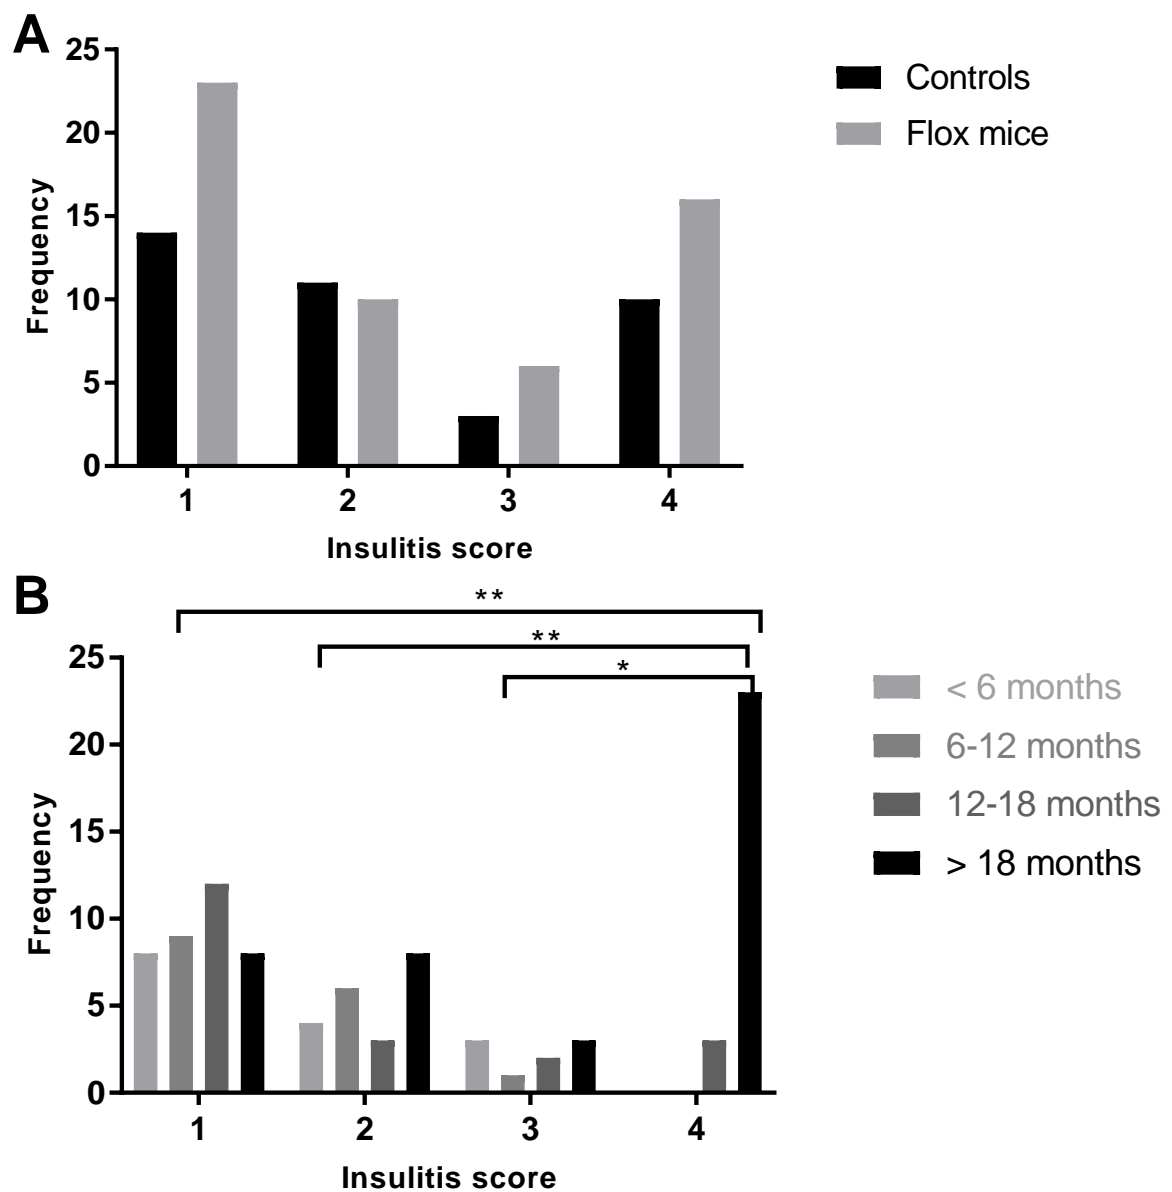 A
25
20
15
10
5
0
Frequency
1 2 3 4
Insulitis score
Controls
Flox mice
B
**
**
*
25
20
15
10
5
0
Frequency
1 2 3 4
Insulitis score
< 6 months
6-12 months
12-18 months
> 18 months